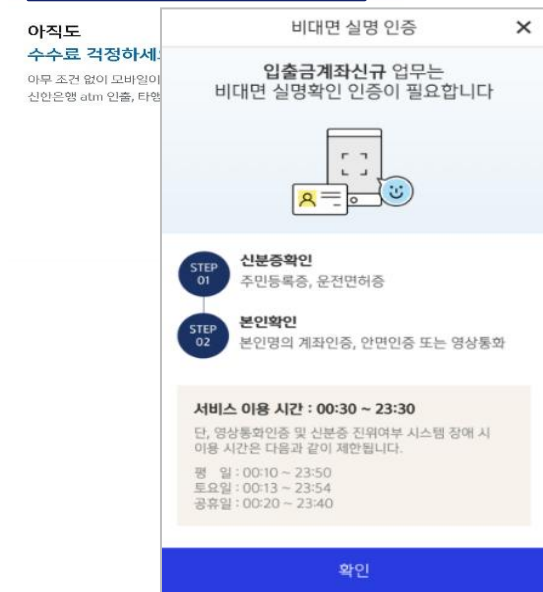 아직도
수수료 걱정하세
아무 조건 없이 모바일이
신한은행 atm 인출, 타행
비대면 실명 인증
입출금계좌신규 업무는
비대면 실명확인 인증이 필요합니다
STEP
01
신분증확인
주민등록증, 운전면허증
STEP
02
본인확인
본인명의 계좌인증, 안면인증 또는 영상통화
서비스 이용 시간 : 00:30 ~ 23:30
단, 영상통화인증 및 신분증 진위여부 시스템 장애 시
이용 시간은 다음과 같이 제한됩니다.
평 일 : 00:10 ~ 23:50
토요일 : 00:13 ~ 23:54
공휴일 : 00:20 ~ 23:40
확인